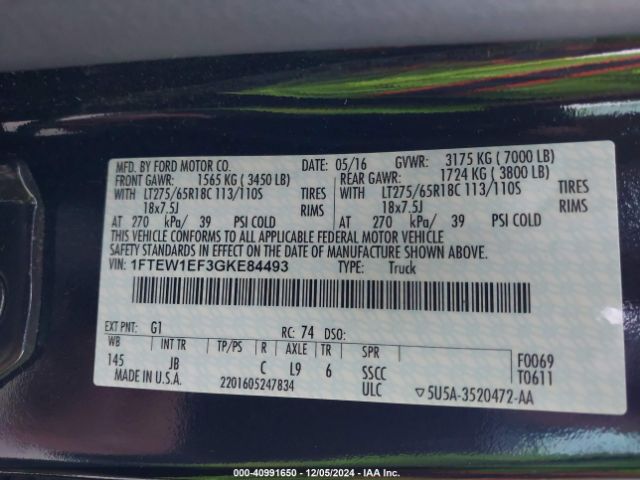 MFD. BY FORD MOTOR CO. DATE: 05/16 GVWR: 3175 KG ( 7000 LB)
FRONT GAWR: 1565 KG ( 3450 LB) REAR GAWR: 1724 KG ( 3800 LB)
WITH LT275/65R18C 113/110S TIRES WITH LT275/65R18C 113/110S TIRES
18x7.5J RIMS 18x7.5J RIMS
AT 270 kPa/ 39 PSI COLD AT 270 kPa/ 39 PSI COLD
THIS VEHICLE CONFORMS TO ALL APPLICABLE FEDERAL MOTOR VEHICLE
SAFETY STANDARDS IN EFFECT ON THE DATE OF MANUFACTURE SHOWN ABOVE.
VIN: 1FTEW1EF3GKE84493 TYPE: Truck
EXT PNT: G1 RC: 74 DSO:
WB INT TR TP/PS R AXLE TR SPR F0069
145 JB C L9 6 SSCC T0611
MADE IN U.S.A. 2201605247834 ULC ▽5U5A-3520472-AA
000-40991650 - 12/05/2024 - IAA Inc.